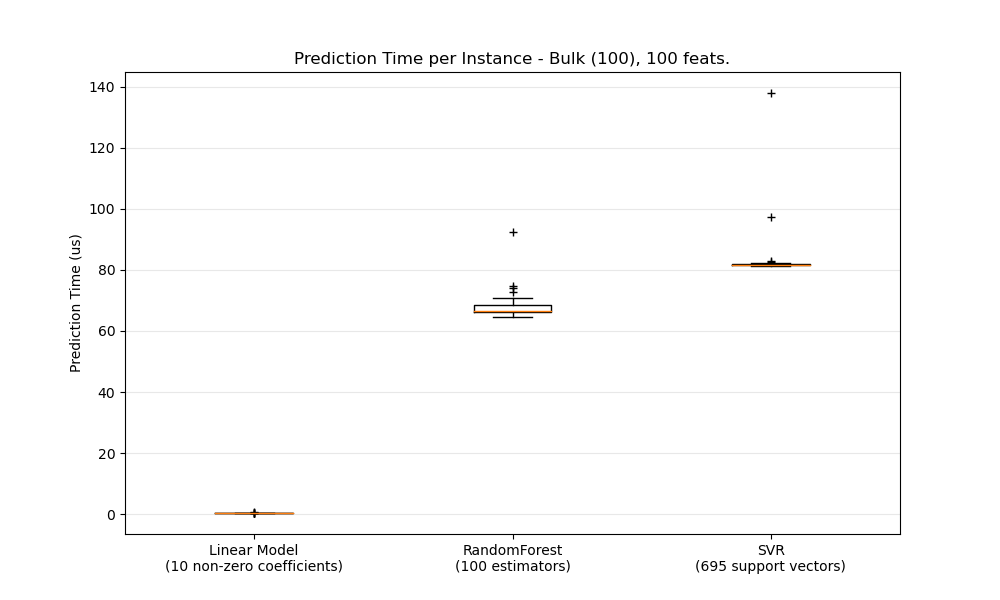 Prediction Time per Instance - Bulk (100), 100 feats.
Prediction Time (us)
140
120
100
80
60
40
20
0
Linear Model
(10 non-zero coefficients)
RandomForest
(100 estimators)
SVR
(695 support vectors)